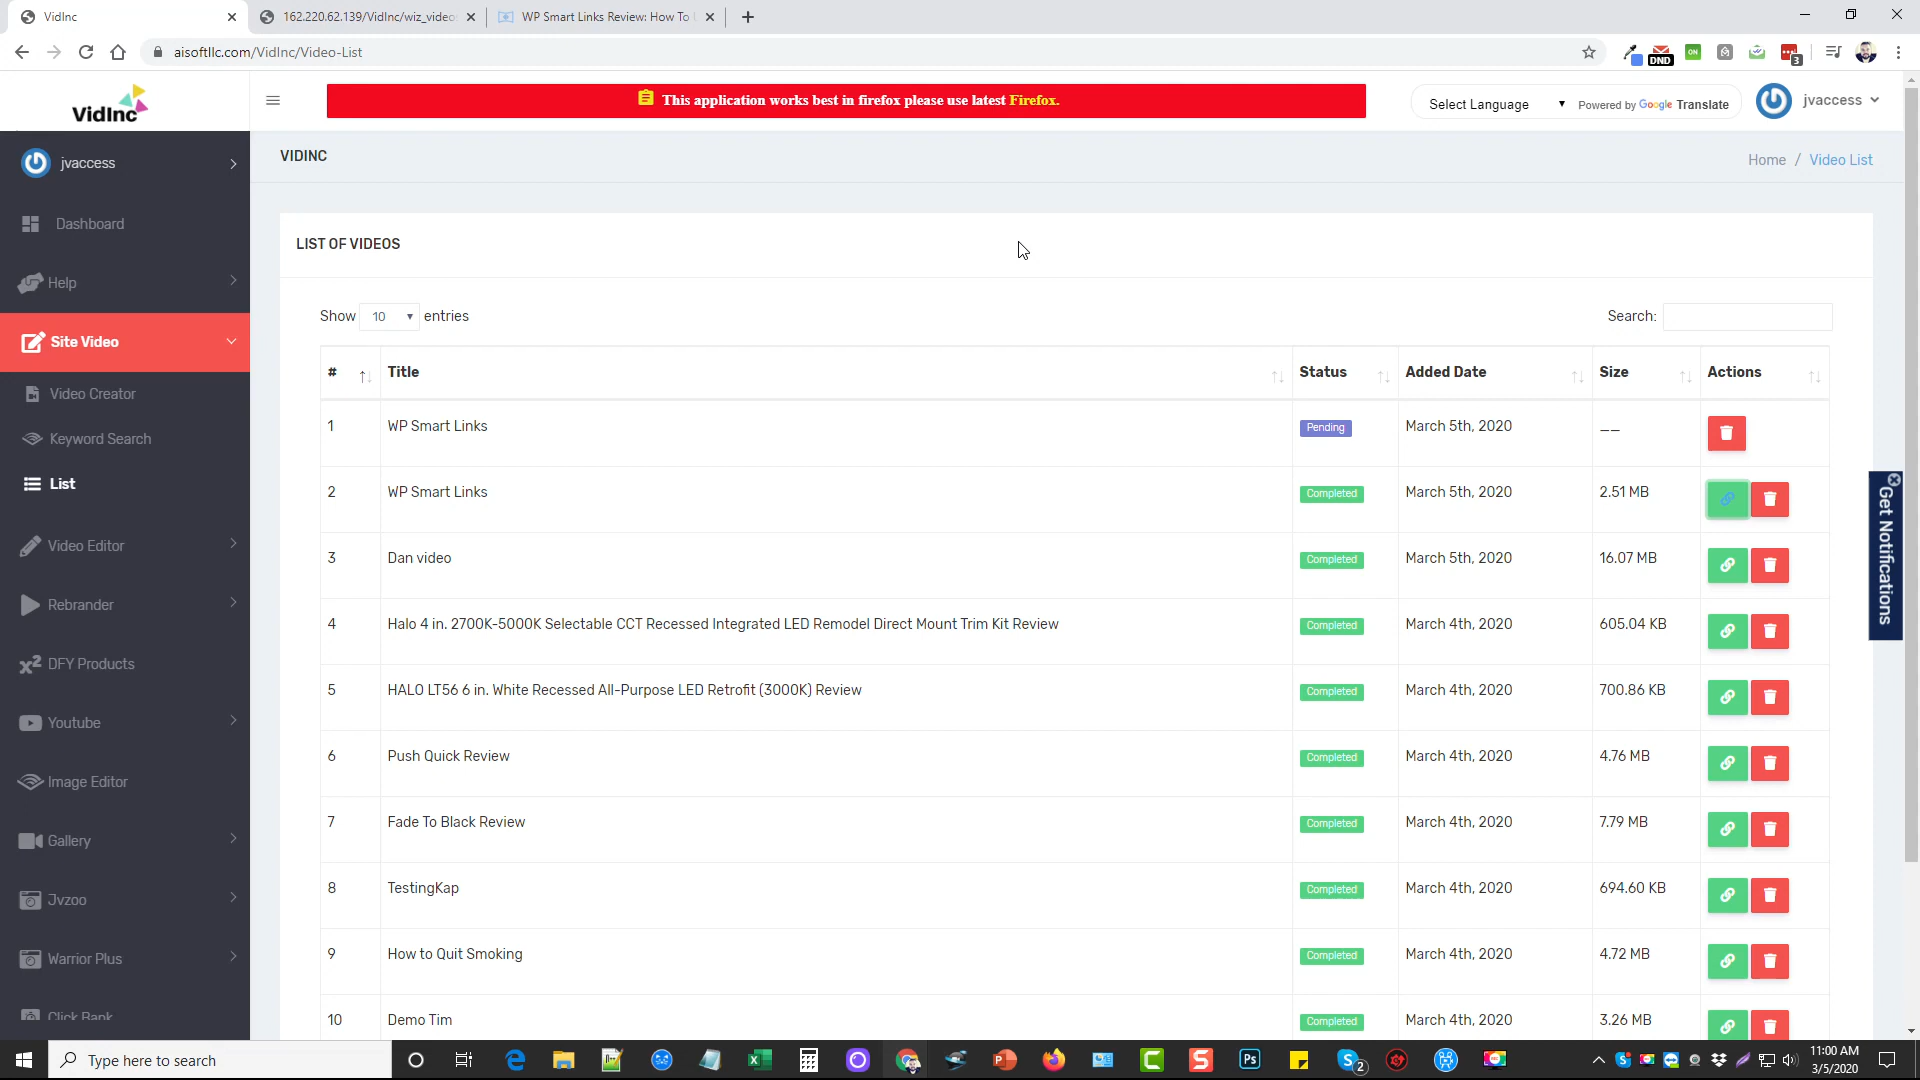 VidInc
162.220.62.139/VidInc/wiz_video
WP Smart Links Review: How To
aisoftllc.com/VidInc/Video-List
DND
ON
3
VidInc
This application works best in firefox please use latest Firefox.
Select Language
Powered by Google Translate
jvaccess
jvaccess
VIDINC
Home / Video List
Dashboard
Help
Site Video
Video Creator
Keyword Search
List
Video Editor
Rebrander
DFY Products
Youtube
Image Editor
Gallery
Jvzoo
Warrior Plus
Click Bank
LIST OF VIDEOS
Show 10 entries
Search:
# Title Status Added Date Size Actions
1 WP Smart Links Pending March 5th, 2020 __
2 WP Smart Links Completed March 5th, 2020 2.51 MB
3 Dan video Completed March 5th, 2020 16.07 MB
4 Halo 4 in. 2700K-5000K Selectable CCT Recessed Integrated LED Remodel Direct Mount Trim Kit Review Completed March 4th, 2020 605.04 KB
5 HALO LT56 6 in. White Recessed All-Purpose LED Retrofit (3000K) Review Completed March 4th, 2020 700.86 KB
6 Push Quick Review Completed March 4th, 2020 4.76 MB
7 Fade To Black Review Completed March 4th, 2020 7.79 MB
8 TestingKap Completed March 4th, 2020 694.60 KB
9 How to Quit Smoking Completed March 4th, 2020 4.72 MB
10 Demo Tim Completed March 4th, 2020 3.26 MB
Get Notifications
Type here to search
Ps
2
11:00 AM
3/5/2020